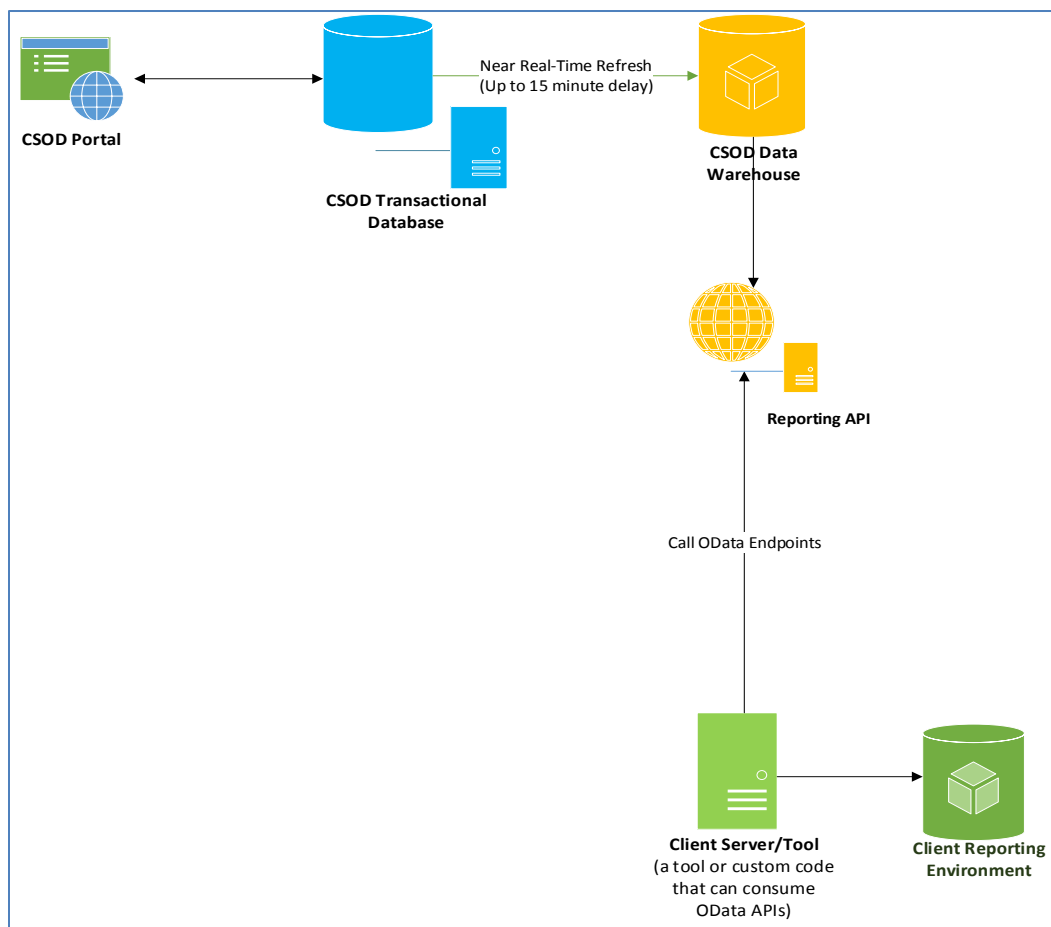 Near Real-Time Refresh
(Up to 15 minute delay)
CSOD Portal
CSOD Data
Warehouse
CSOD Transactional
Database
Reporting API
Call OData Endpoints
Client Server/Tool
(a tool or custom code
that can consume
OData APIs)
Client Reporting
Environment